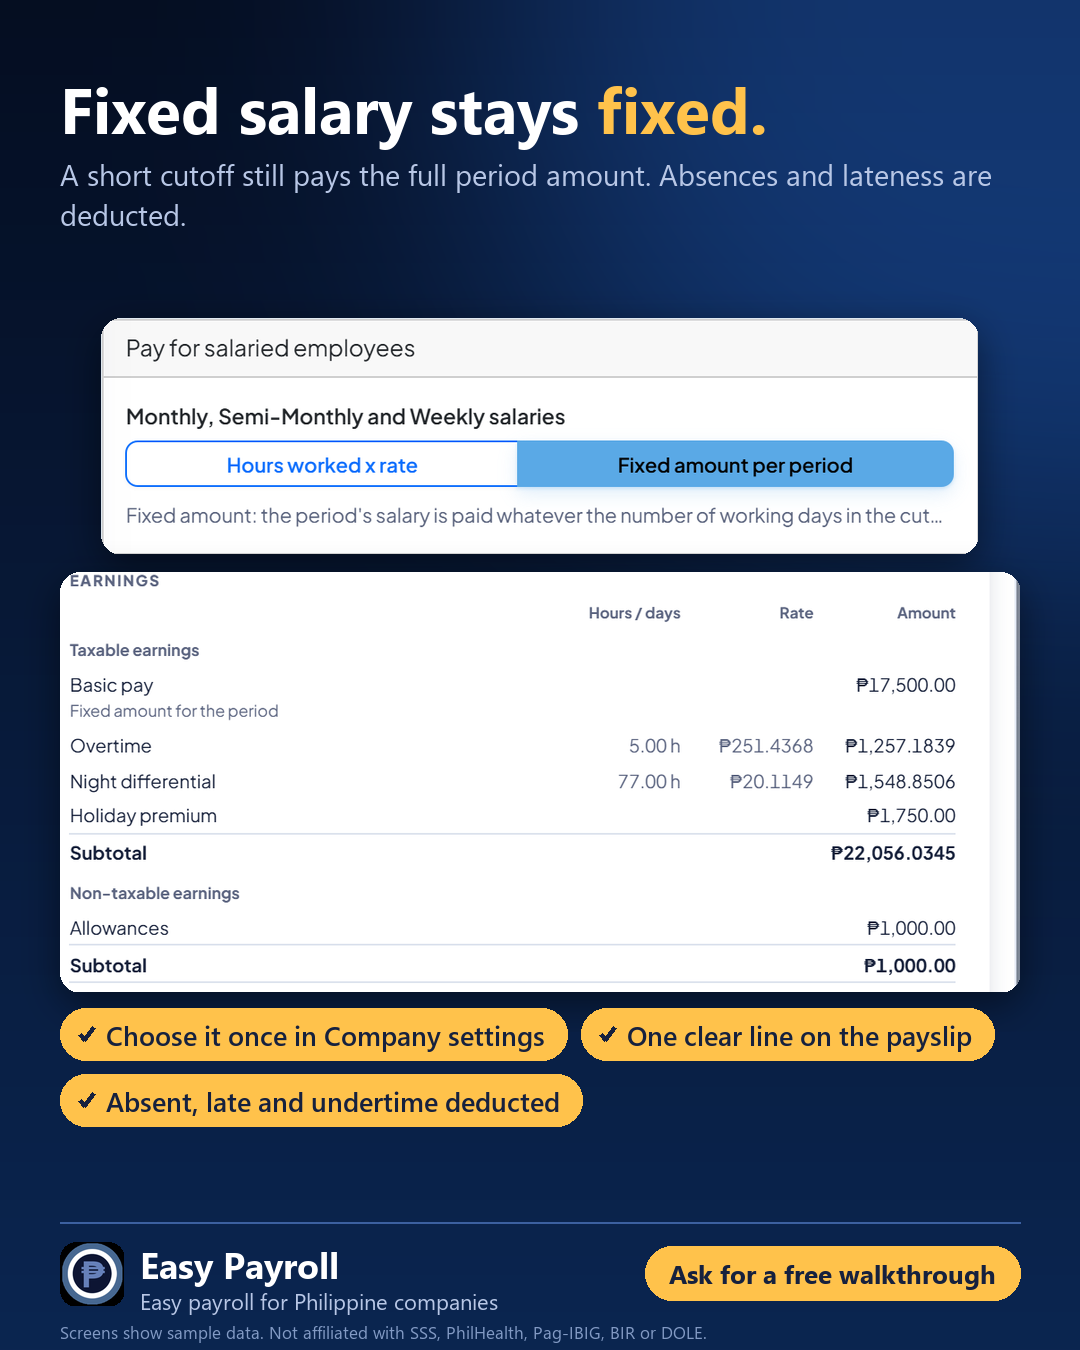 Fixed salary stays fixed.
A short cutoff still pays the full period amount. Absences and lateness are
deducted.
Pay for salaried employees
Monthly, Semi-Monthly and Weekly salaries
Hours worked x rate
Fixed amount per period
Fixed amount: the period's salary is paid whatever the number of working days in the cut...
EARNINGS
Hours / days Rate Amount
Taxable earnings
Basic pay ₱17,500.00
Fixed amount for the period
Overtime 5.00 h ₱251.4368 ₱1,257.1839
Night differential 77.00 h ₱20.1149 ₱1,548.8506
Holiday premium ₱1,750.00
Subtotal ₱22,056.0345
Non-taxable earnings
Allowances ₱1,000.00
Subtotal ₱1,000.00
✓ Choose it once in Company settings
✓ One clear line on the payslip
✓ Absent, late and undertime deducted
₱
Easy Payroll
Easy payroll for Philippine companies
Ask for a free walkthrough
Screens show sample data. Not affiliated with SSS, PhilHealth, Pag-IBIG, BIR or DOLE.